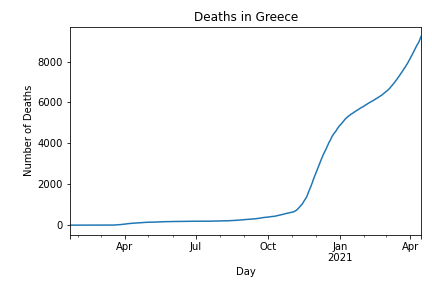 Deaths in Greece
Number of Deaths
8000
6000
4000
2000
0
Apr
Jul
Oct
Jan
2021
Apr
Day